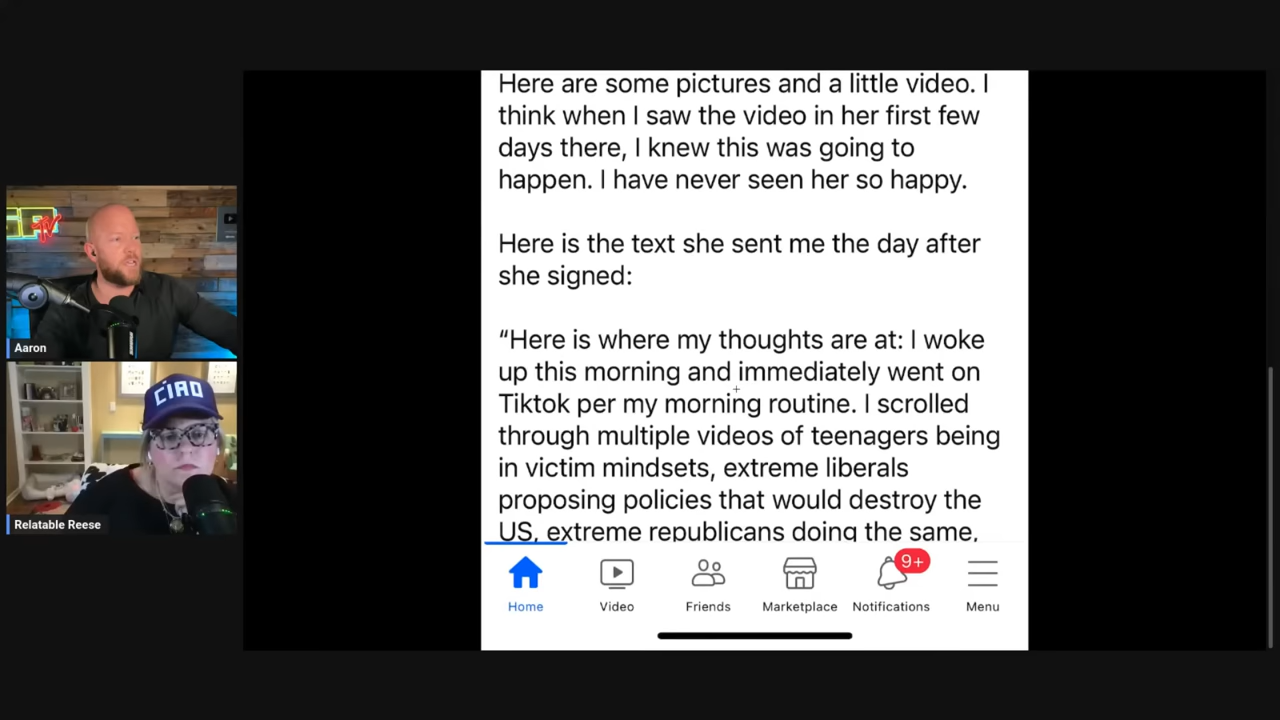 Here are some pictures and a little video. I
think when I saw the video in her first few
days there, I knew this was going to
happen. I have never seen her so happy.
Here is the text she sent me the day after
she signed:
“Here is where my thoughts are at: I woke
up this morning and immediately went on
Tiktok per my morning routine. I scrolled
through multiple videos of teenagers being
in victim mindsets, extreme liberals
proposing policies that would destroy the
US, extreme republicans doing the same,
9+
Home
Video
Friends
Marketplace
Notifications
Menu
TV
Aaron
CIAO
Relatable Reese